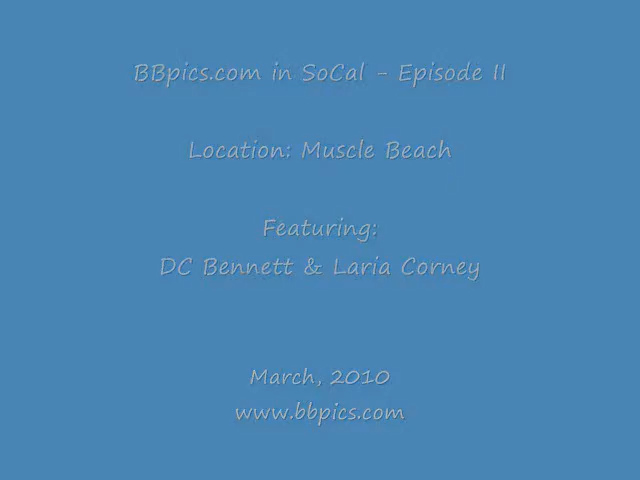 BBpics.com in SoCal - Episode II
Location: Muscle Beach
Featuring:
DC Bennett & Laria Corney
March, 2010
www.bbpics.com